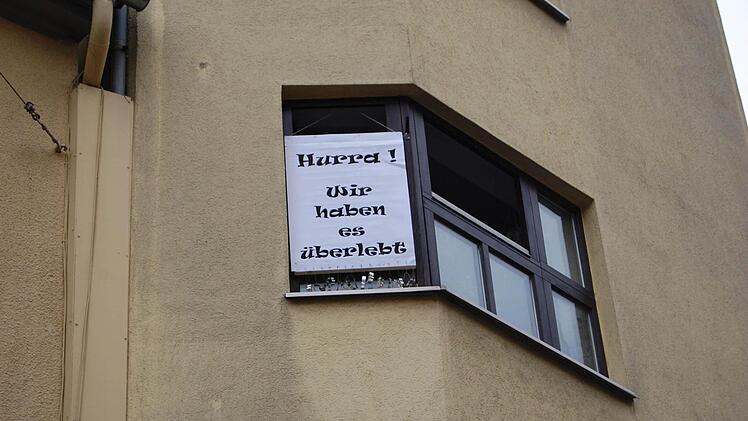 Hurra !
Wir
haben
es
überlebt